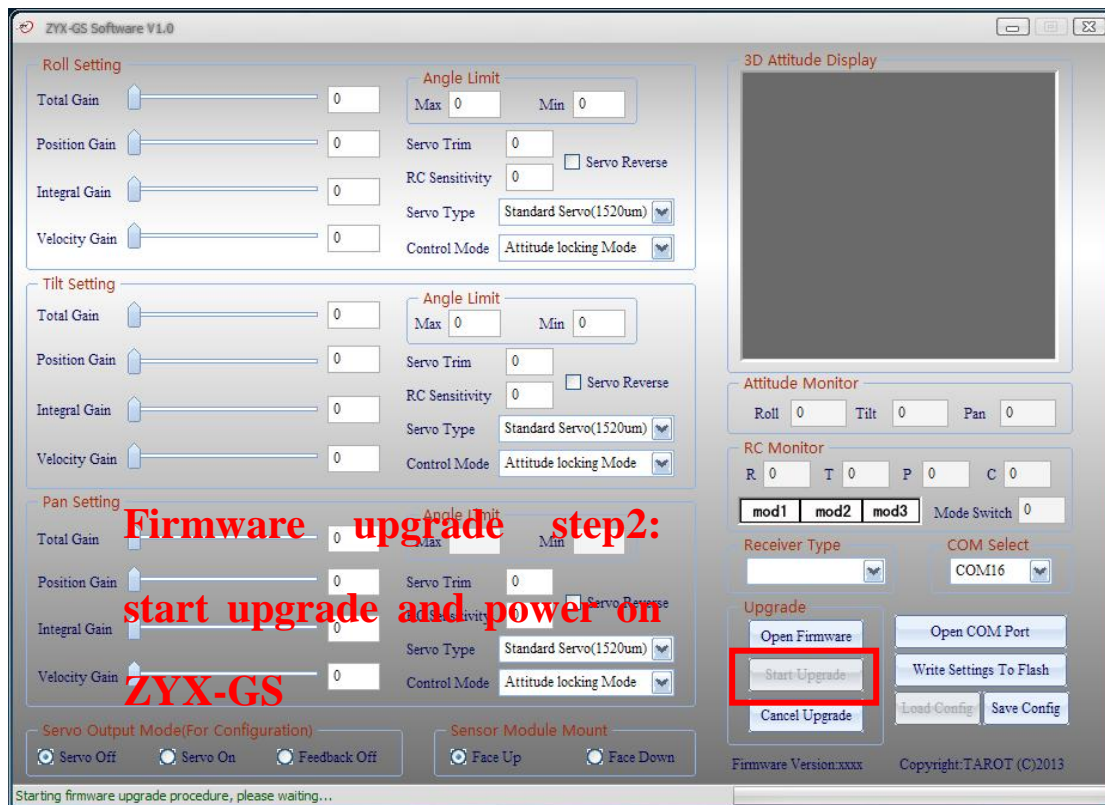 ZYX-GS Software V1.0
Roll Setting
Total Gain 0
Position Gain 0
Integral Gain 0
Velocity Gain 0
Angle Limit
Max 0 Min 0
Servo Trim 0
Servo Reverse
RC Sensitivity 0
Servo Type Standard Servo(1520um)
Control Mode Attitude locking Mode
Tilt Setting
Total Gain 0
Position Gain 0
Integral Gain 0
Velocity Gain 0
Angle Limit
Max 0 Min 0
Servo Trim 0
Servo Reverse
RC Sensitivity 0
Servo Type Standard Servo(1520um)
Control Mode Attitude locking Mode
Pan Setting
Total Gain 0
Position Gain 0
Integral Gain 0
Velocity Gain 0
Angle Limit
Max Min
Servo Trim 0
Servo Reverse
Servo Type Standard Servo(1520um)
Control Mode Attitude locking Mode
Firmware upgrade step2:
start upgrade and power on
ZYX-GS
Servo Output Mode(For Configuration)
Servo Off Servo On Feedback Off
Sensor Module Mount
Face Up Face Down
3D Attitude Display
Attitude Monitor
Roll 0 Tilt 0 Pan 0
RC Monitor
R 0 T 0 P 0 C 0
mod1 mod2 mod3 Mode Switch 0
Receiver Type
COM Select
COM16
Upgrade
Open Firmware
Start Upgrade
Cancel Upgrade
Open COM Port
Write Settings To Flash
Load Config Save Config
Firmware Version:xxxx Copyright:TAROT (C)2013
Starting firmware upgrade procedure, please waiting...